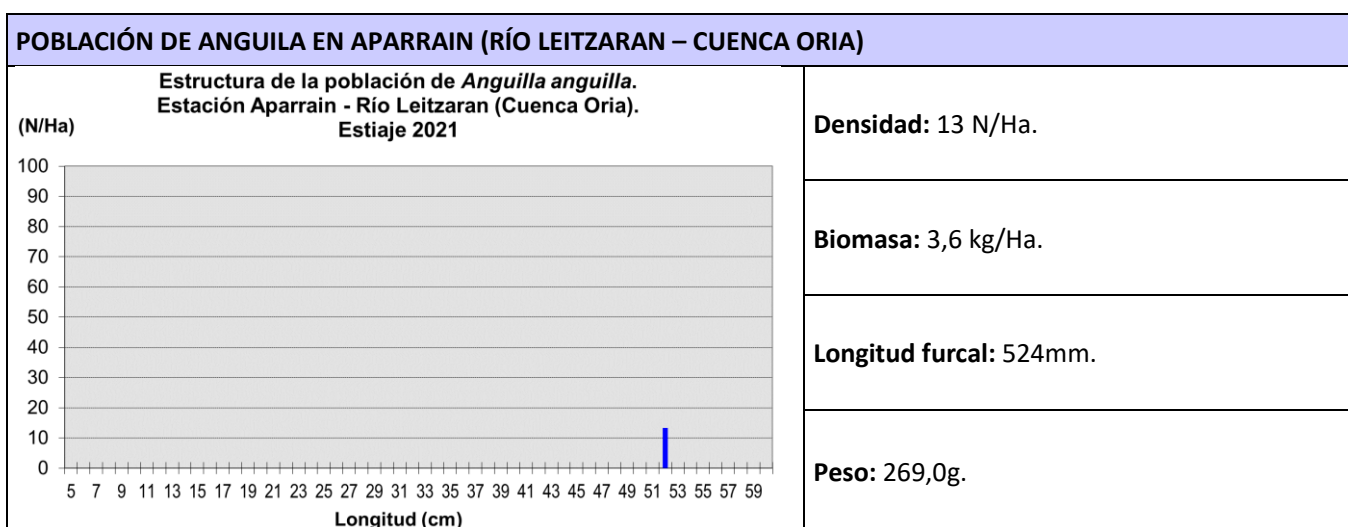 POBLACIÓN DE ANGUILA EN APARRAIN (RÍO LEITZARAN – CUENCA ORIA)
Estructura de la población de Anguilla anguilla.
Estación Aparrain - Río Leitzaran (Cuenca Oria).
Estiaje 2021
(N/Ha)
100
90
80
70
60
50
40
30
20
10
0
5 7 9 11 13 15 17 19 21 23 25 27 29 31 33 35 37 39 41 43 45 47 49 51 53 55 57 59
Longitud (cm)
Densidad: 13 N/Ha.
Biomasa: 3,6 kg/Ha.
Longitud furcal: 524mm.
Peso: 269,0g.